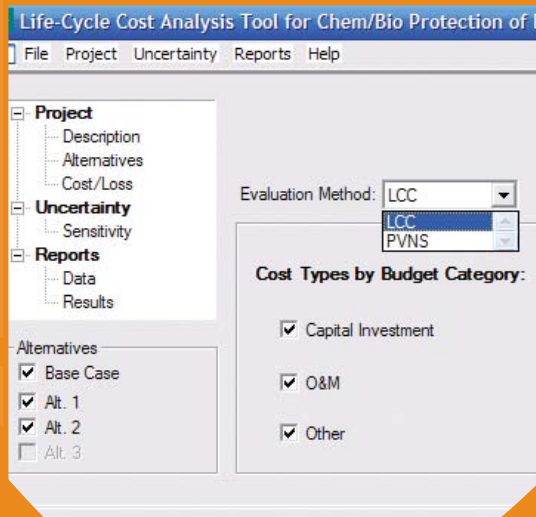 Life-Cycle Cost Analysis Tool for Chem/Bio Protection of
File Project Uncertainty Reports Help
Project
Description
Alternatives
Cost/Loss
Uncertainty
Sensitivity
Reports
Data
Results
Evaluation Method: LCC
LCC
PVNS
Cost Types by Budget Category:
Capital Investment
O&M
Other
Alternatives
Base Case
Alt. 1
Alt. 2
Alt. 3